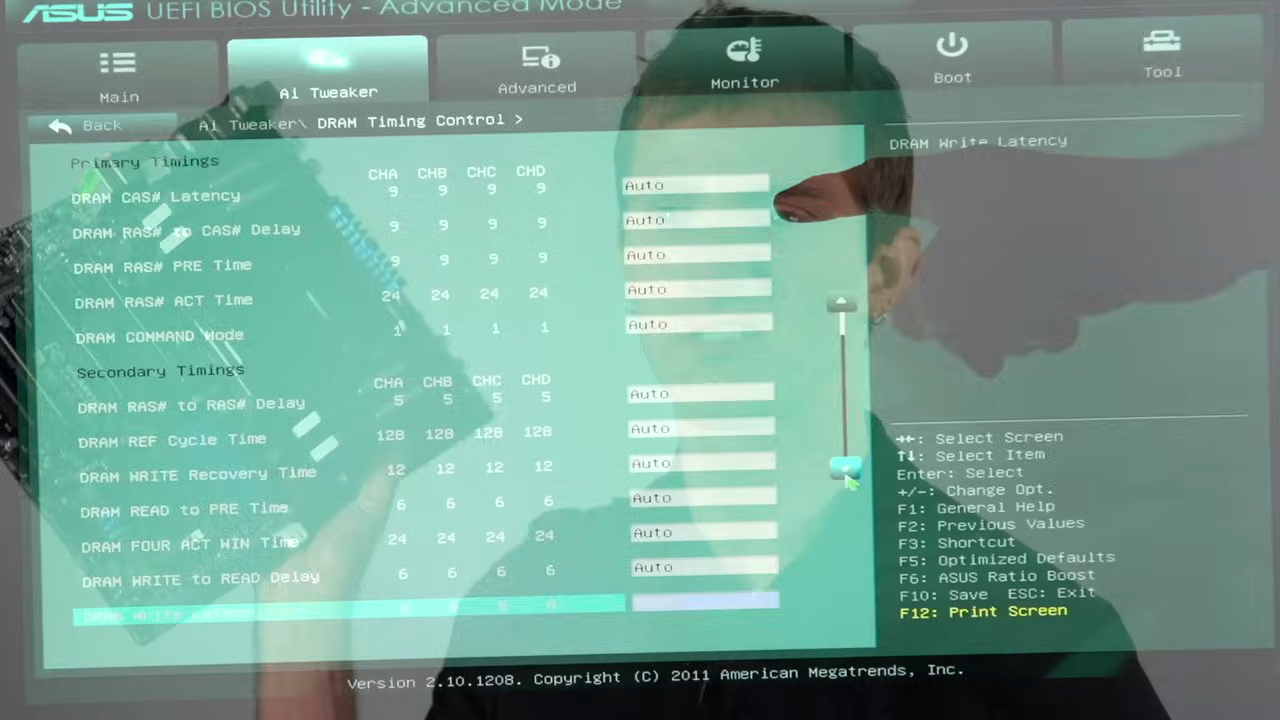 ASUS UEFI BIOS Utility - Advanced Mode
Main
Ai Tweaker
Advanced
Monitor
Boot
Tool
Back
Ai Tweaker\ DRAM Timing Control >
Primary Timings
CHA CHB CHC CHD
DRAM CAS# Latency 9 9 9 9 Auto
DRAM RAS# to CAS# Delay 9 9 9 9 Auto
DRAM RAS# PRE Time 9 9 9 9 Auto
DRAM RAS# ACT Time 24 24 24 24 Auto
DRAM COMMAND Mode 1 1 1 1 Auto
Secondary Timings
CHA CHB CHC CHD
DRAM RAS# to RAS# Delay 5 5 5 5 Auto
DRAM REF Cycle Time 128 128 128 128 Auto
DRAM WRITE Recovery Time 12 12 12 12 Auto
DRAM READ to PRE Time 6 6 6 6 Auto
DRAM FOUR ACT WIN Time 24 24 24 24 Auto
DRAM WRITE to READ Delay 6 6 6 6 Auto
DRAM Write Latency
DRAM Write Latency
→←: Select Screen
↑↓: Select Item
Enter: Select
+/-: Change Opt.
F1: General Help
F2: Previous Values
F3: Shortcut
F5: Optimized Defaults
F6: ASUS Ratio Boost
F10: Save ESC: Exit
F12: Print Screen
Version 2.10.1208. Copyright (C) 2011 American Megatrends, Inc.